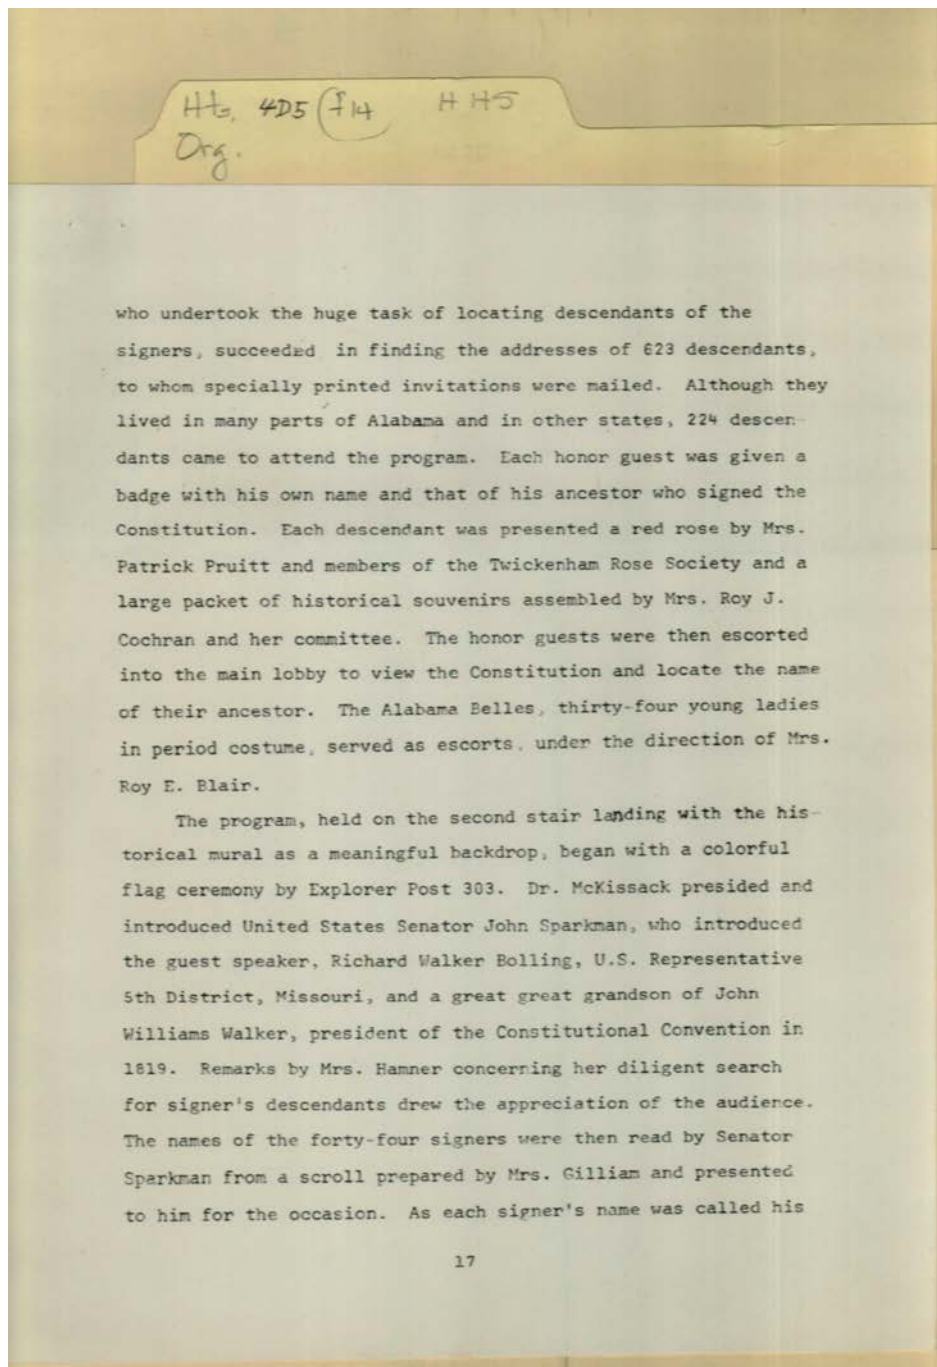 Hts. 4D5 (f14 HHS
Org.
who undertook the huge task of locating descendants of the
signers, succeeded in finding the addresses of 623 descendants,
to whom specially printed invitations were mailed. Although they
lived in many parts of Alabama and in other states, 224 descen-
dants came to attend the program. Each honor guest was given a
badge with his own name and that of his ancestor who signed the
Constitution. Each descendant was presented a red rose by Mrs.
Patrick Pruitt and members of the Twickenham Rose Society and a
large packet of historical souvenirs assembled by Mrs. Roy J.
Cochran and her committee. The honor guests were then escorted
into the main lobby to view the Constitution and locate the name
of their ancestor. The Alabama Belles, thirty-four young ladies
in period costume, served as escorts, under the direction of Mrs.
Roy E. Blair.
The program, held on the second stair landing with the his-
torical mural as a meaningful backdrop, began with a colorful
flag ceremony by Explorer Post 303. Dr. McKissack presided and
introduced United States Senator John Sparkman, who introduced
the guest speaker, Richard Walker Bolling, U.S. Representative
5th District, Missouri, and a great great grandson of John
Williams Walker, president of the Constitutional Convention in
1819. Remarks by Mrs. Hamner concerning her diligent search
for signer's descendants drew the appreciation of the audience.
The names of the forty-four signers were then read by Senator
Sparkman from a scroll prepared by Mrs. Gilliam and presented
to him for the occasion. As each signer's name was called his
17